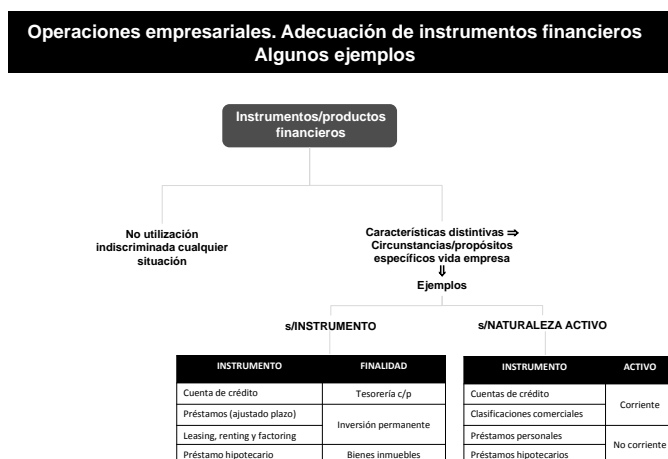 Operaciones empresariales. Adecuación de instrumentos financieros
Algunos ejemplos
Instrumentos/productos
financieros
No utilización
indiscriminada cualquier
situación
Características distintivas ⇒
Circunstancias/propósitos
específicos vida empresa
⇓
Ejemplos
s/INSTRUMENTO
INSTRUMENTO FINALIDAD
Cuenta de crédito Tesorería c/p
Préstamos (ajustado plazo)
Inversión permanente
Leasing, renting y factoring
Préstamo hipotecario Bienes inmuebles
s/NATURALEZA ACTIVO
INSTRUMENTO ACTIVO
Cuentas de crédito
Corriente
Clasificaciones comerciales
Préstamos personales
No corriente
Préstamos hipotecarios